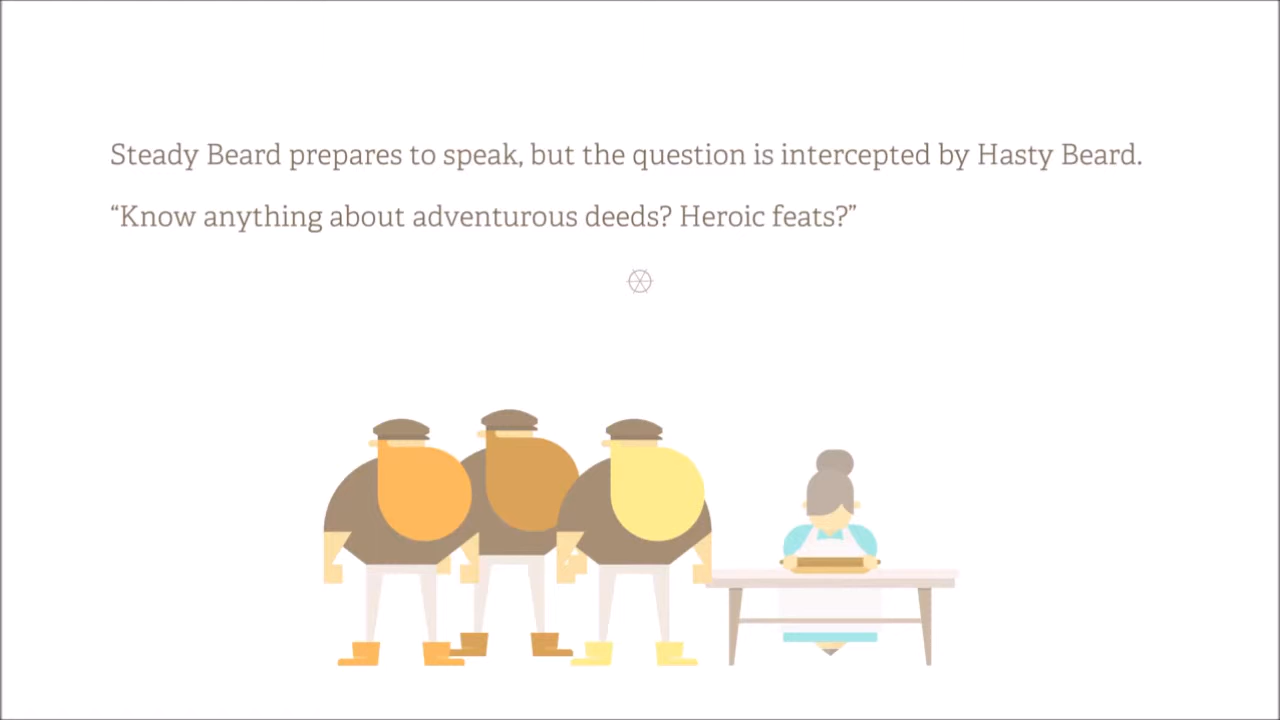 Steady Beard prepares to speak, but the question is intercepted by Hasty Beard.
“Know anything about adventurous deeds? Heroic feats?”